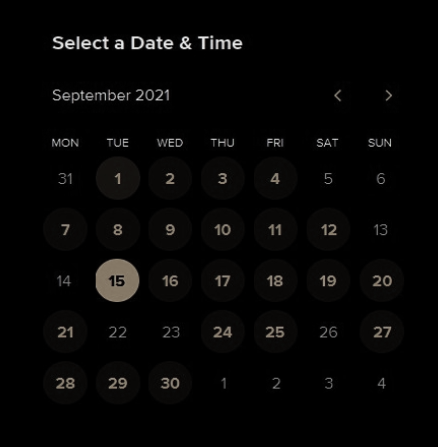 Select a Date & Time
September 2021
MON TUE WED THU FRI SAT SUN
31 1 2 3 4 5 6
7 8 9 10 11 12 13
14 15 16 17 18 19 20
21 22 23 24 25 26 27
28 29 30 1 2 3 4